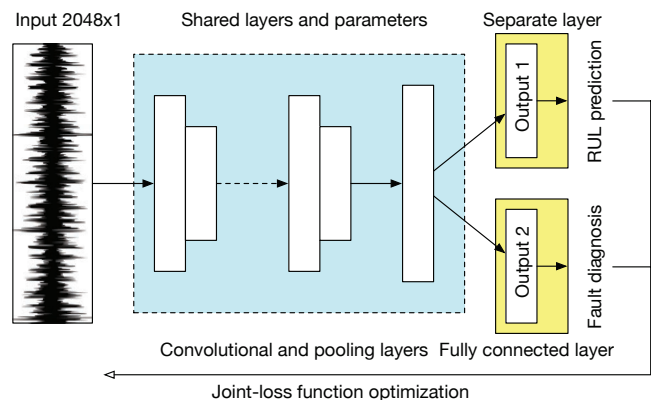 Input 2048x1
Shared layers and parameters
Separate layer
Output 1
RUL prediction
Output 2
Fault diagnosis
Convolutional and pooling layers
Fully connected layer
Joint-loss function optimization